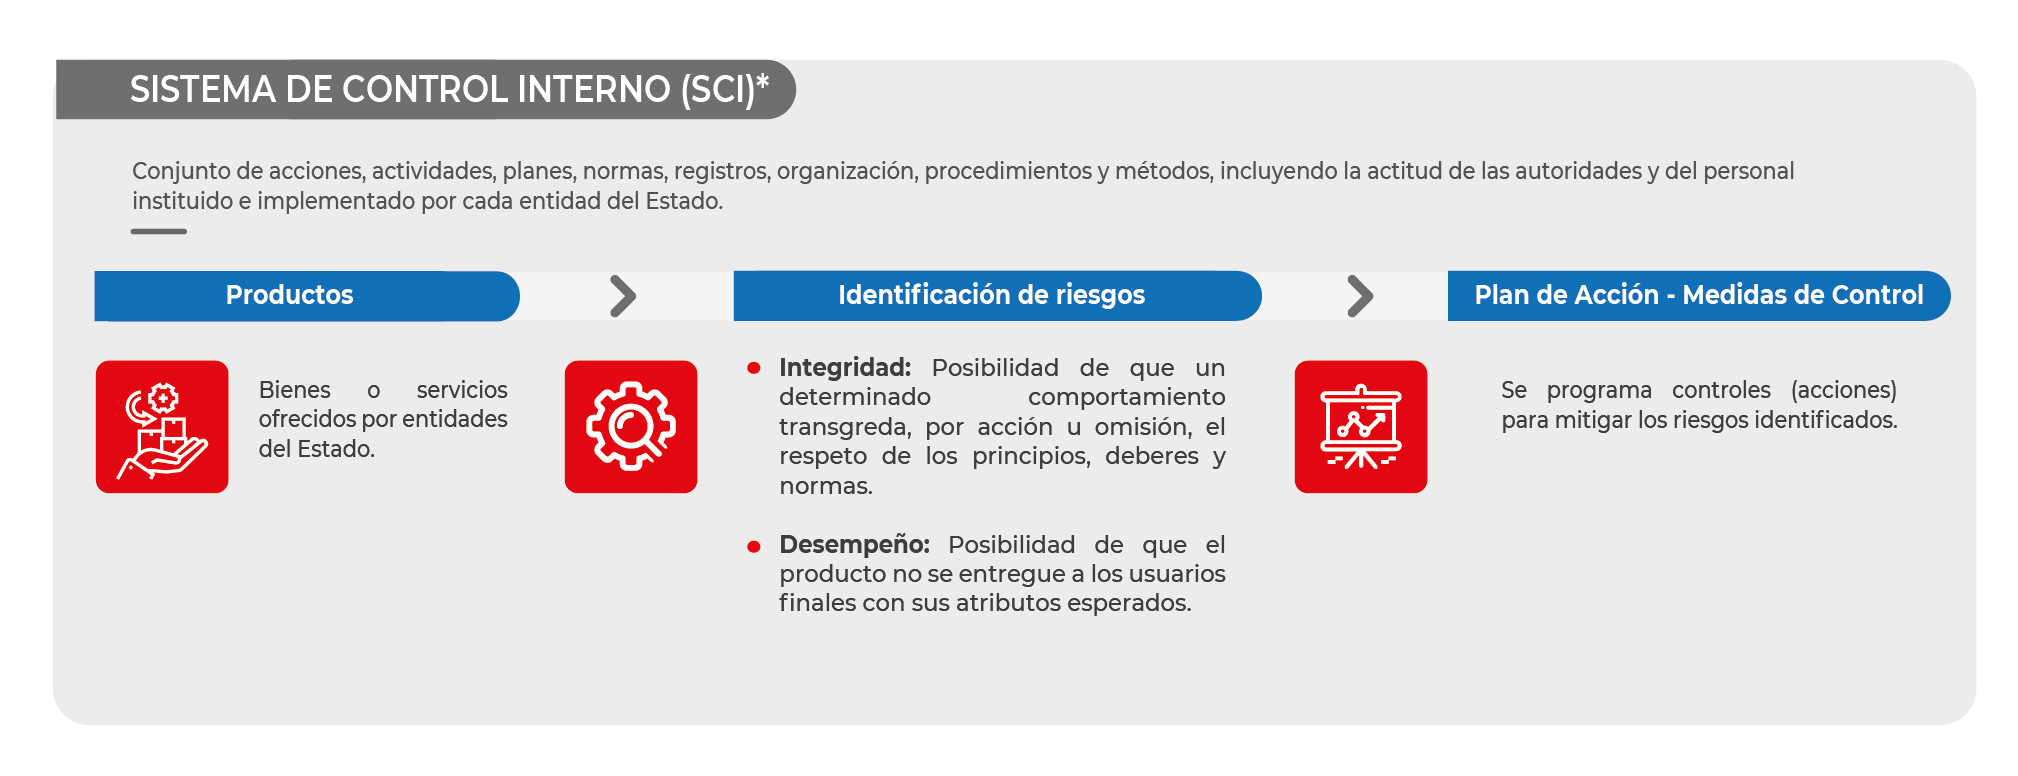 SISTEMA DE CONTROL INTERNO (SCI)*
Conjunto de acciones, actividades, planes, normas, registros, organización, procedimientos y métodos, incluyendo la actitud de las autoridades y del personal
instituido e implementado por cada entidad del Estado.
Productos
Bienes o servicios
ofrecidos por entidades
del Estado.
Identificación de riesgos
Integridad: Posibilidad de que un
determinado comportamiento
transgreda, por acción u omisión, el
respeto de los principios, deberes y
normas.
Desempeño: Posibilidad de que el
producto no se entregue a los usuarios
finales con sus atributos esperados.
Plan de Acción - Medidas de Control
Se programa controles (acciones)
para mitigar los riesgos identificados.